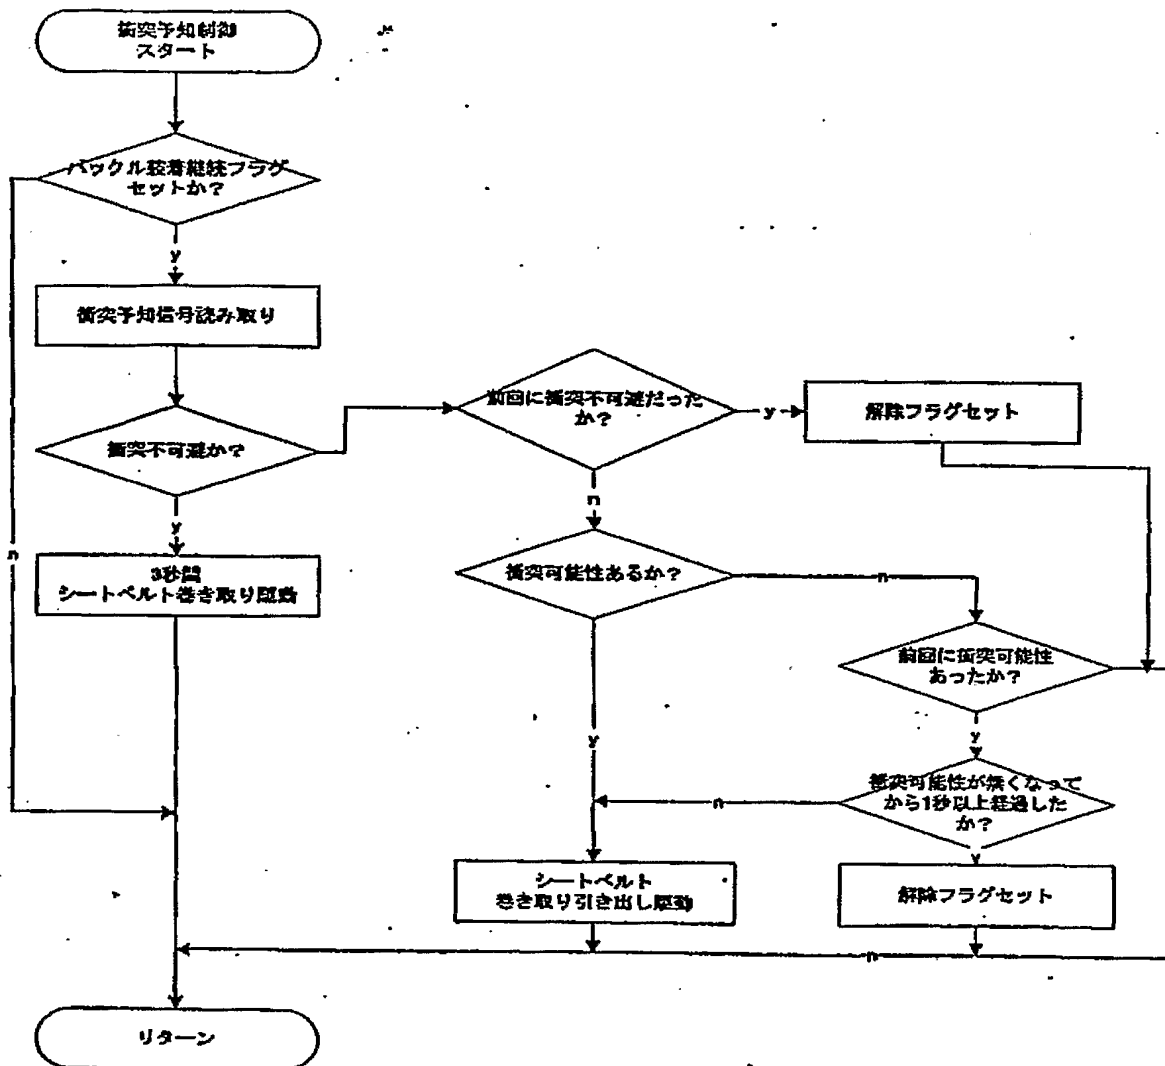 衝突予知制御
スタート
バックル装着継続フラグ
セットか？
y
衝突予知信号読み取り
衝突不可避か？
y
n
3秒間
シートベルト巻き取り駆動
前回に衝突不可避だった
か？
y
解除フラグセット
n
衝突可能性あるか？
n
前回に衝突可能性
あったか？
y
y
衝突可能性が無くなって
から1秒以上経過した
か？
n
y
シートベルト
巻き取り引き出し駆動
解除フラグセット
n
リターン